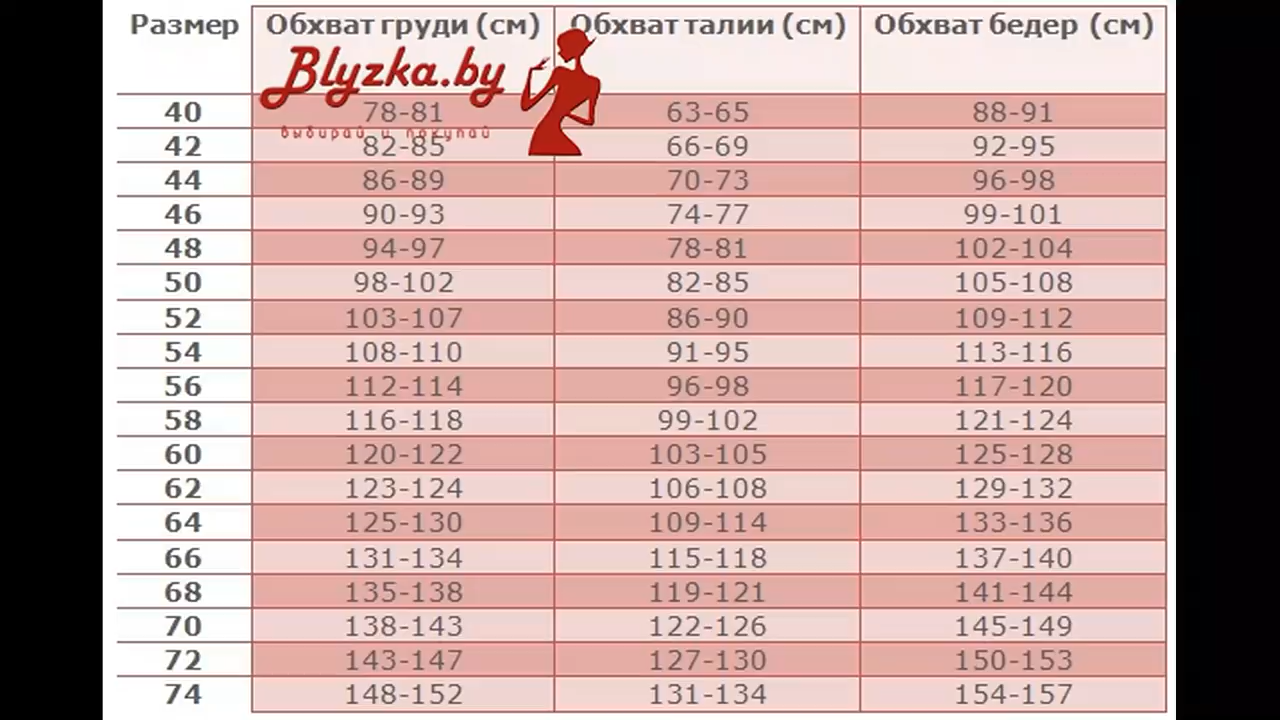 Размер Обхват груди (см) Обхват талии (см) Обхват бедер (см)
Blyzka.by
выбирай и покупай
40 78-81 63-65 88-91
42 82-85 66-69 92-95
44 86-89 70-73 96-98
46 90-93 74-77 99-101
48 94-97 78-81 102-104
50 98-102 82-85 105-108
52 103-107 86-90 109-112
54 108-110 91-95 113-116
56 112-114 96-98 117-120
58 116-118 99-102 121-124
60 120-122 103-105 125-128
62 123-124 106-108 129-132
64 125-130 109-114 133-136
66 131-134 115-118 137-140
68 135-138 119-121 141-144
70 138-143 122-126 145-149
72 143-147 127-130 150-153
74 148-152 131-134 154-157